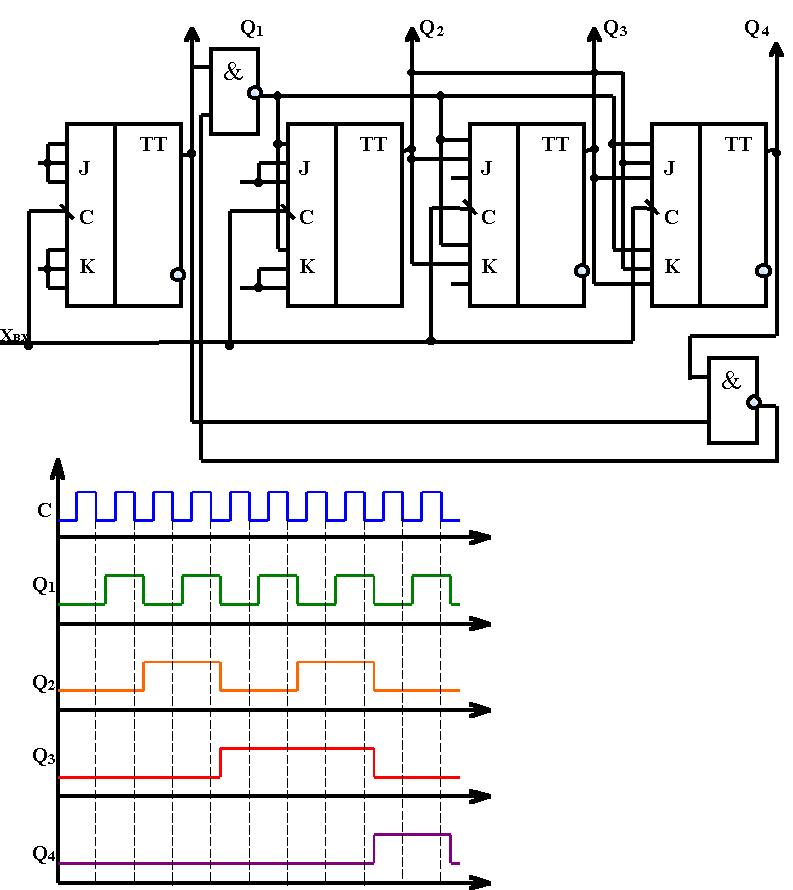 Q1 Q2 Q3 Q4
&
TT TT TT TT
J J J J
C C C C
K K K K
Xвх
&
C
Q1
Q2
Q3
Q4